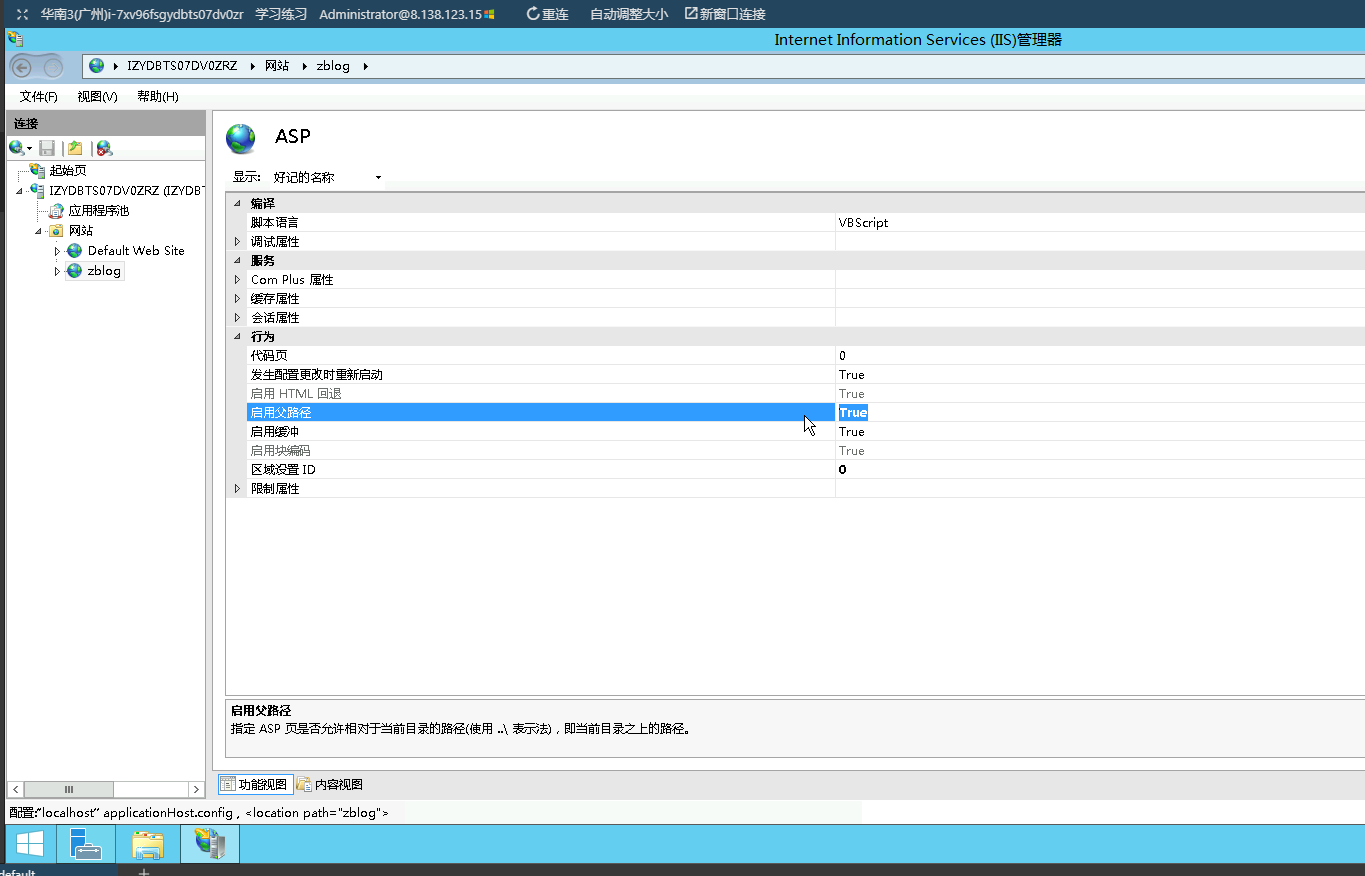 华南3(广州)i-7xv96fsgydbts07dv0zr 学习练习 Administrator@8.138.123.15 重连 自动调整大小 新窗口连接
Internet Information Services (IIS)管理器
IZYDBTS07DV0ZRZ 网站 zblog
文件(F) 视图(V) 帮助(H)
连接
起始页
IZYDBTS07DV0ZRZ (IZYDBT
应用程序池
网站
Default Web Site
zblog
ASP
显示: 好记的名称
编译
脚本语言 VBScript
调试属性
服务
Com Plus 属性
缓存属性
会话属性
行为
代码页 0
发生配置更改时重新启动 True
启用 HTML 回退 True
启用父路径 True
启用缓冲 True
启用块编码 True
区域设置 ID 0
限制属性
启用父路径
指定 ASP 页是否允许相对于当前目录的路径(使用 ..\ 表示法)，即当前目录之上的路径。
功能视图 内容视图
配置:"localhost" applicationHost.config , <location path="zblog">
default